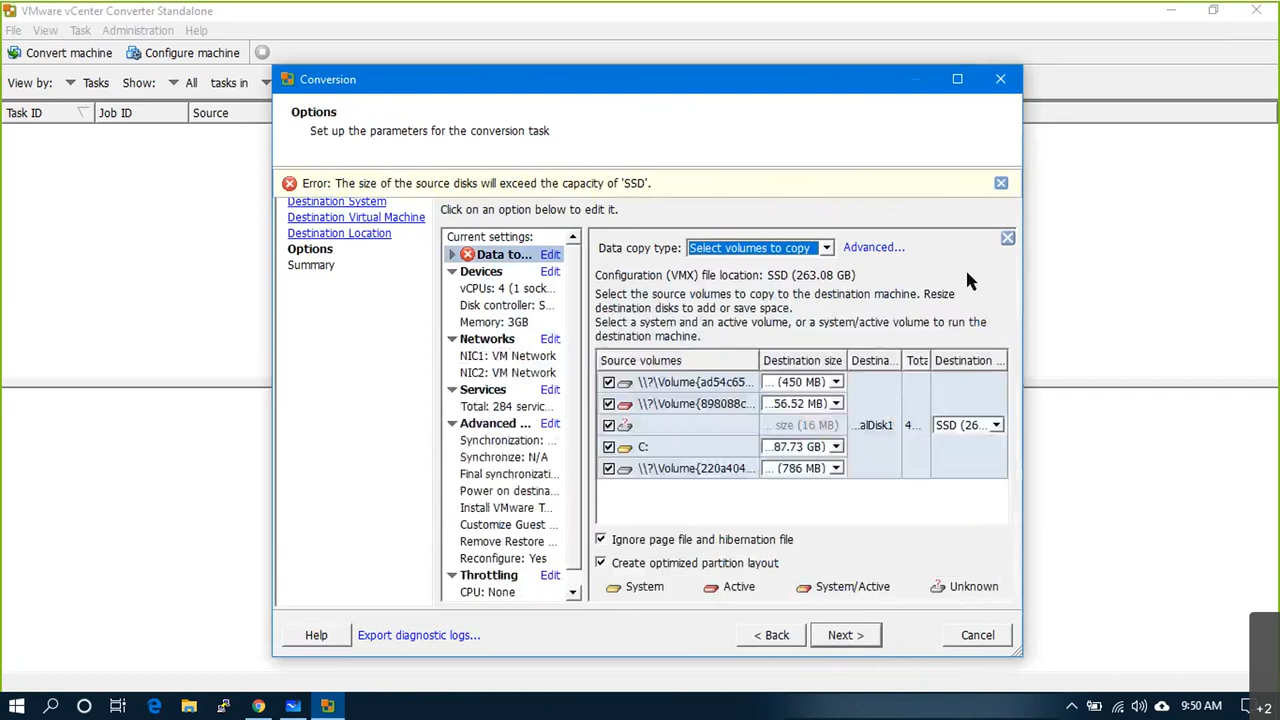 VMware vCenter Converter Standalone
File View Task Administration Help
Convert machine Configure machine
View by: Tasks Show: All tasks in
Task ID Job ID Source
Conversion
Options
Set up the parameters for the conversion task
Error: The size of the source disks will exceed the capacity of 'SSD'.
Destination System
Destination Virtual Machine
Destination Location
Options
Summary
Click on an option below to edit it.
Current settings:
Data to... Edit
Devices Edit
vCPUs: 4 (1 sock...
Disk controller: S...
Memory: 3GB
Networks Edit
NIC1: VM Network
NIC2: VM Network
Services Edit
Total: 284 servic...
Advanced ... Edit
Synchronization: ...
Synchronize: N/A
Final synchronizati...
Power on destina...
Install VMware T...
Customize Guest ...
Remove Restore ...
Reconfigure: Yes
Throttling Edit
CPU: None
Data copy type: Select volumes to copy Advanced...
Configuration (VMX) file location: SSD (263.08 GB)
Select the source volumes to copy to the destination machine. Resize
destination disks to add or save space.
Select a system and an active volume, or a system/active volume to run the
destination machine.
Source volumes Destination size Destina... Tota Destination ...
\\?\Volume{ad54c65... ... (450 MB)
\\?\Volume{898088c... ...56.52 MB)
... size (16 MB) ...alDisk1 4... SSD (26...
C: ...87.73 GB)
\\?\Volume{220a404... ... (786 MB)
Ignore page file and hibernation file
Create optimized partition layout
System Active System/Active Unknown
Help Export diagnostic logs... < Back Next > Cancel
9:50 AM
+2